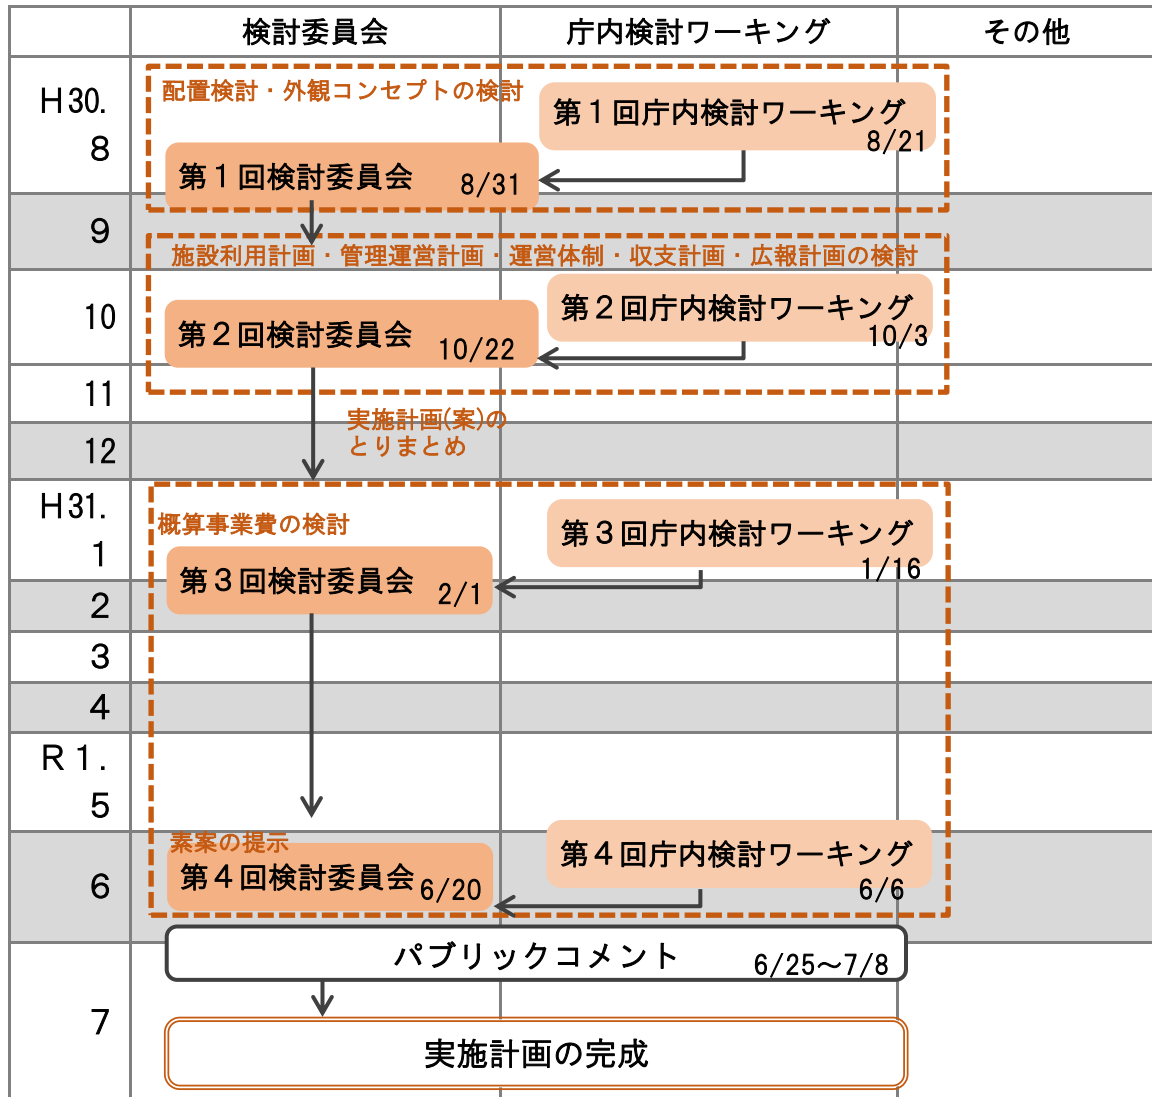 検討委員会 庁内検討ワーキング その他
H30.
8
配置検討・外観コンセプトの検討
第1回庁内検討ワーキング
8/21
第1回検討委員会 8/31
9
施設利用計画・管理運営計画・運営体制・収支計画・広報計画の検討
10
第2回庁内検討ワーキング
10/3
第2回検討委員会 10/22
11
実施計画(案)の
とりまとめ
12
H31.
1
概算事業費の検討
第3回庁内検討ワーキング
1/16
第3回検討委員会 2/1
2
3
4
R1.
5
素案の提示
6
第4回庁内検討ワーキング
6/6
第4回検討委員会 6/20
パブリックコメント 6/25～7/8
7
実施計画の完成